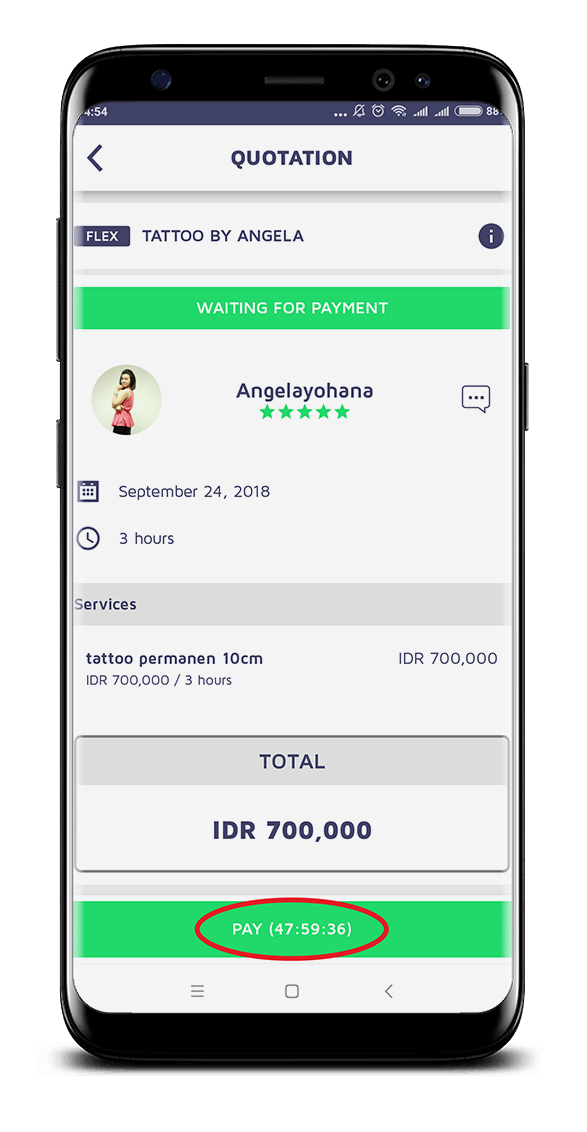 4:54
88
QUOTATION
FLEX TATTOO BY ANGELA
WAITING FOR PAYMENT
Angelayohana
September 24, 2018
3 hours
Services
tattoo permanen 10cm IDR 700,000
IDR 700,000 / 3 hours
TOTAL
IDR 700,000
PAY (47:59:36)